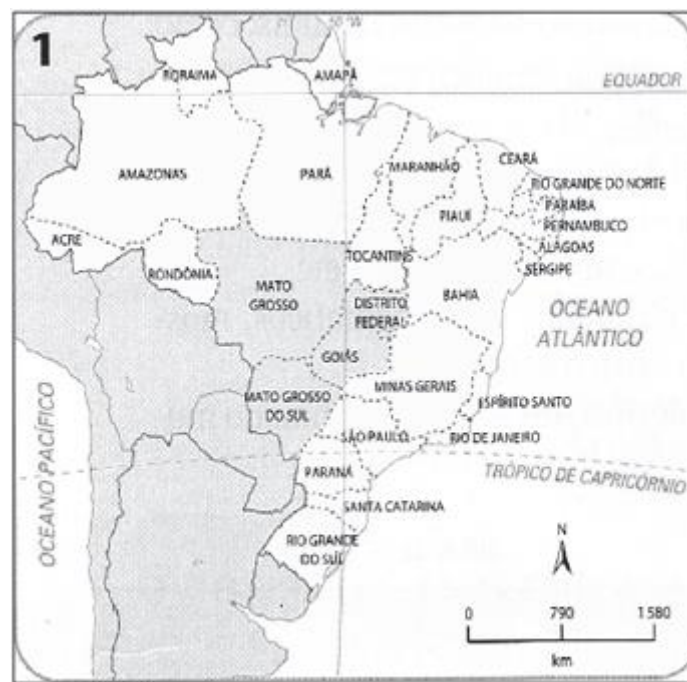 1
50 °W
RORAIMA
AMAPÁ
EQUADOR
AMAZONAS
PARÁ
MARANHÃO
CEARÁ
RIO GRANDE DO NORTE
PARAÍBA
PIAUÍ
PERNAMBUCO
ACRE
ALAGOAS
TOCANTINS
RONDÔNIA
SERGIPE
MATO
GROSSO
BAHIA
DISTRITO
FEDERAL
OCEANO
ATLÂNTICO
GOIÁS
MINAS GERAIS
MATO GROSSO
DO SUL
ESPÍRITO SANTO
SÃO PAULO
RIO DE JANEIRO
OCEANO PACÍFICO
PARANÁ
TRÓPICO DE CAPRICÓRNIO
SANTA CATARINA
RIO GRANDE
DO SUL
N
0 790 1 580
km